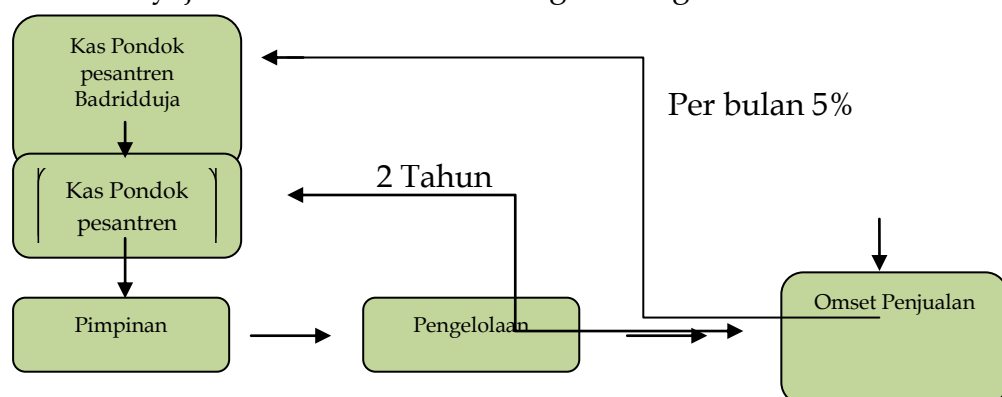 Kas Pondok
pesantren
Badridduja
Per bulan 5%
2 Tahun
Kas Pondok
pesantren
Pimpinan
Pengelolaan
Omset Penjualan